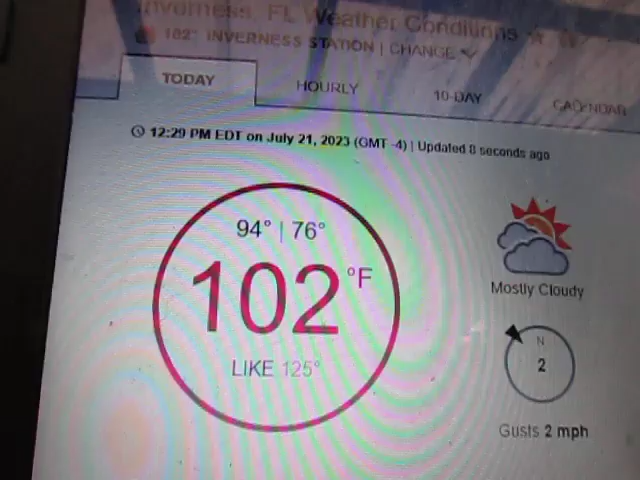 Inverness, FL Weather Conditions
102° INVERNESS STATION | CHANGE
TODAY
HOURLY
10-DAY
CALENDAR
12:29 PM EDT on July 21, 2023 (GMT -4) | Updated 8 seconds ago
94° | 76°
102 °F
LIKE 125°
Mostly Cloudy
N
2
Gusts 2 mph